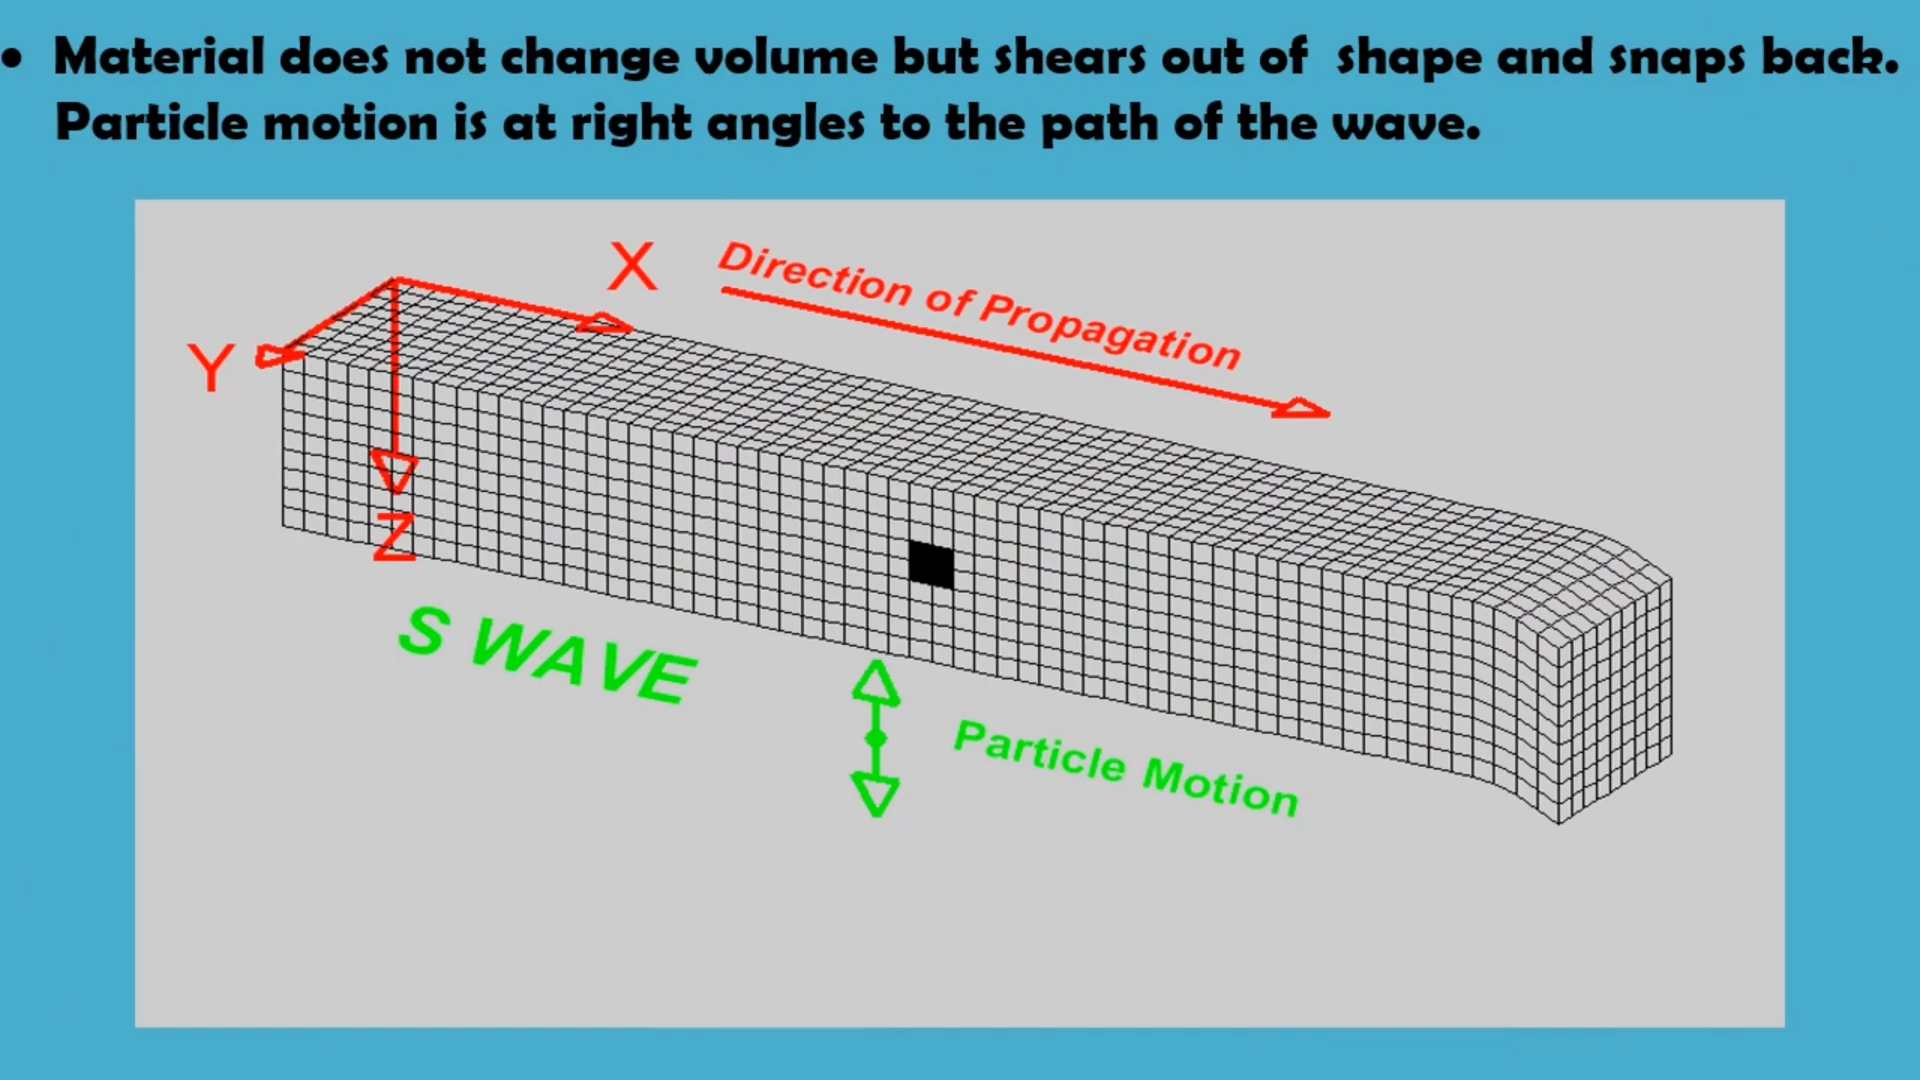 • Material does not change volume but shears out of shape and snaps back.
Particle motion is at right angles to the path of the wave.
X
Direction of Propagation
Y
Z
S WAVE
Particle Motion